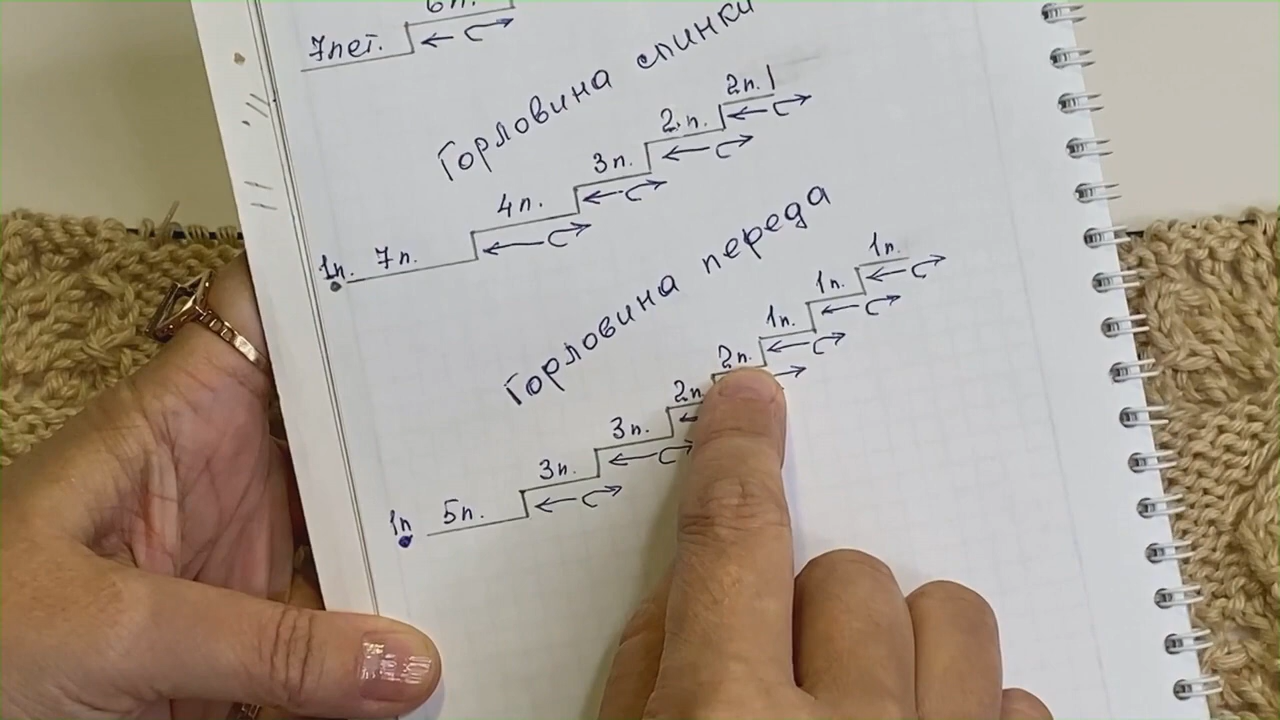 6п.
7пет.
Горловина спинки
1п. 7п. 4п. 3п. 2п. 2п.
Горловина переда
1п 5п. 3п. 3п. 2п. 2п. 1п. 1п. 1п.